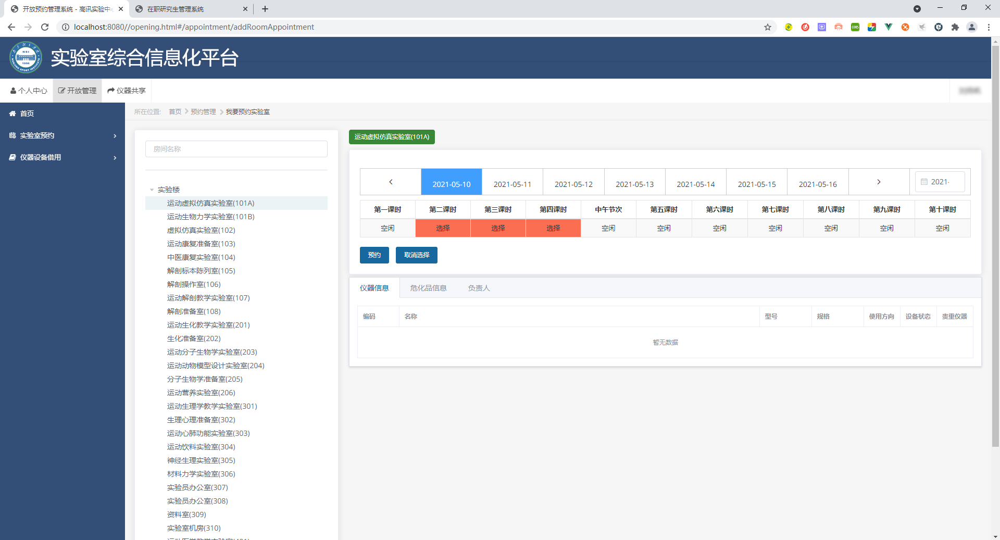 开放预约管理系统 - 高讯实验中心
在职研究生管理系统
localhost:8080//opening.html#/appointment/addRoomAppointment
CORS
NSI
1956
NANJING SPORT INSTITUTE
实验室综合信息化平台
个人中心
开放管理
仪器共享
首页
实验室预约
仪器设备借用
所在位置: 首页 预约管理 我要预约实验室
房间名称
实验楼
运动虚拟仿真实验室(101A)
运动生物力学实验室(101B)
虚拟仿真实验室(102)
运动康复准备室(103)
中医康复实验室(104)
解剖标本陈列室(105)
解剖操作室(106)
运动解剖教学实验室(107)
解剖准备室(108)
运动生化教学实验室(201)
生化准备室(202)
运动分子生物学实验室(203)
运动动物模型设计实验室(204)
分子生物学准备室(205)
运动营养实验室(206)
运动生理学教学实验室(301)
生理心理准备室(302)
运动心肺功能实验室(303)
运动饮料实验室(304)
神经生理实验室(305)
材料力学实验室(306)
实验员办公室(307)
实验员办公室(308)
资料室(309)
实验室机房(310)
运动虚拟仿真实验室(101A)
2021-05-10 2021-05-11 2021-05-12 2021-05-13 2021-05-14 2021-05-15 2021-05-16 2021-
第一课时 第二课时 第三课时 第四课时 中午节次 第五课时 第六课时 第七课时 第八课时 第九课时 第十课时
空闲 选择 选择 选择 空闲 空闲 空闲 空闲 空闲 空闲 空闲
预约 取消选择
仪器信息 危化品信息 负责人
编码 名称 型号 规格 使用方向 设备状态 贵重仪器
暂无数据